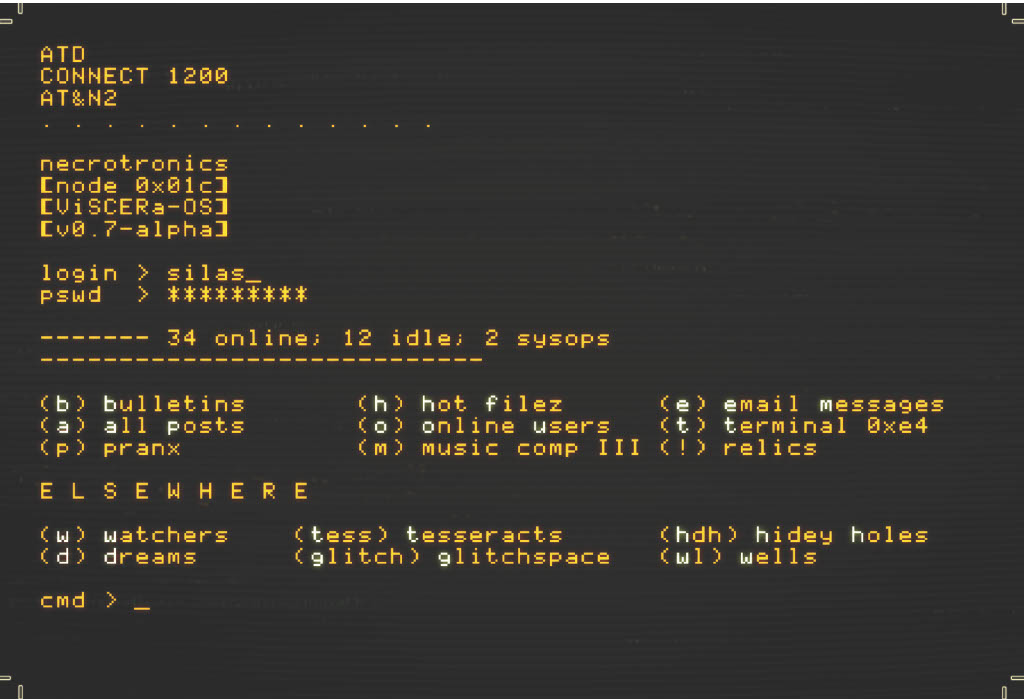 ATD
CONNECT 1200
AT&N2
. . . . . . . . . . . . .
necrotronics
[node 0x01c]
[ViSCERa-OS]
[v0.7-alpha]
login > silas_
pswd > *********
------- 34 online; 12 idle; 2 sysops
----------------------------
(b) bulletins (h) hot filez (e) email messages
(a) all posts (o) online users (t) terminal 0xe4
(p) pranx (m) music comp III (!) relics
E L S E W H E R E
(w) watchers (tess) tesseracts (hdh) hidey holes
(d) dreams (glitch) glitchspace (wl) wells
cmd > _